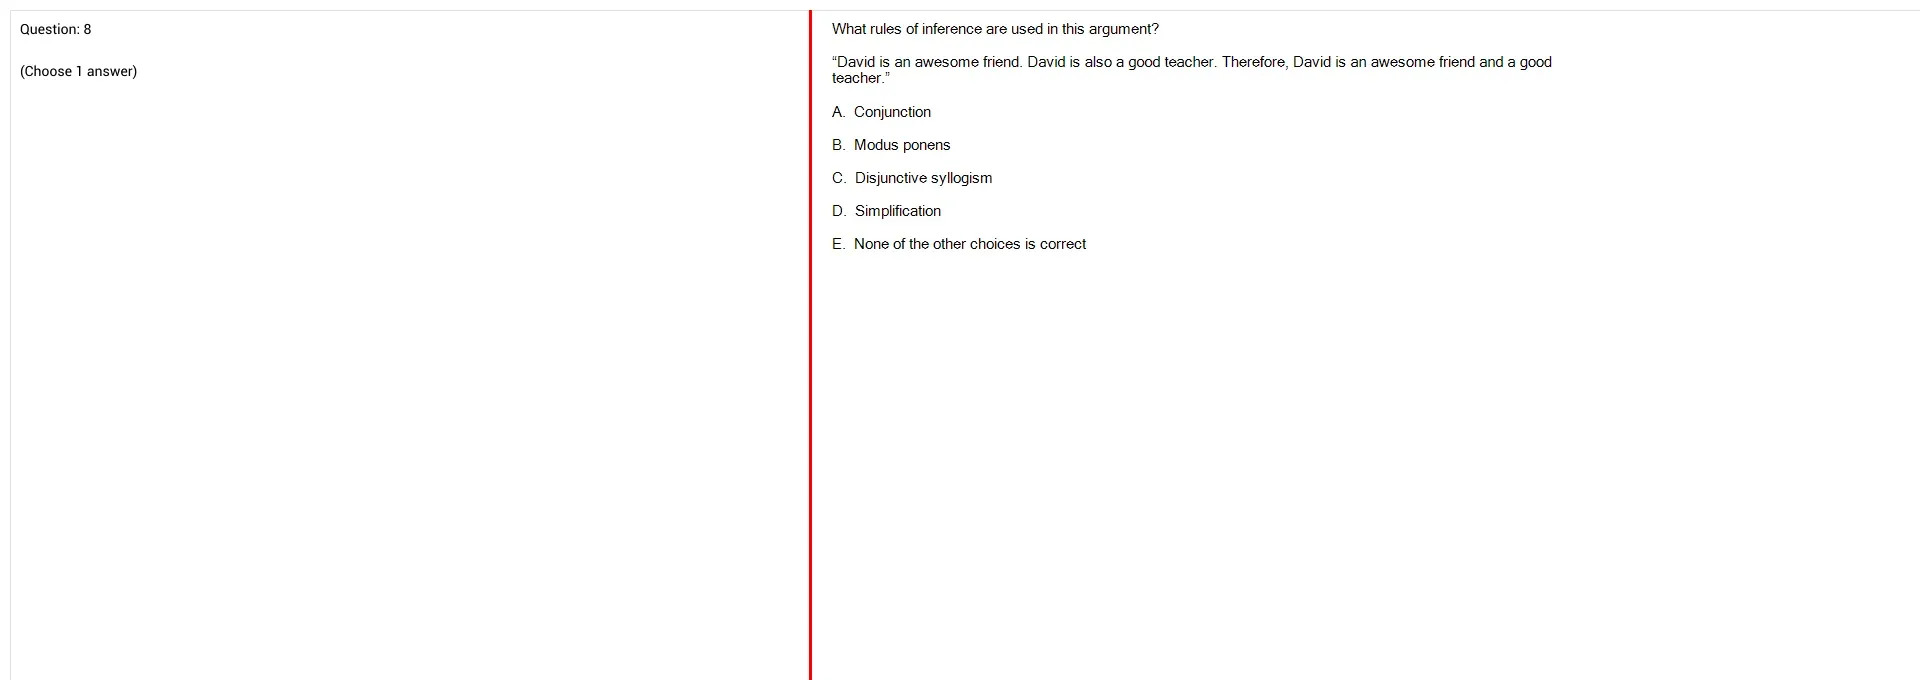 Question: 8
(Choose 1 answer)
What rules of inference are used in this argument?
“David is an awesome friend. David is also a good teacher. Therefore, David is an awesome friend and a good
teacher.”
A. Conjunction
B. Modus ponens
C. Disjunctive syllogism
D. Simplification
E. None of the other choices is correct